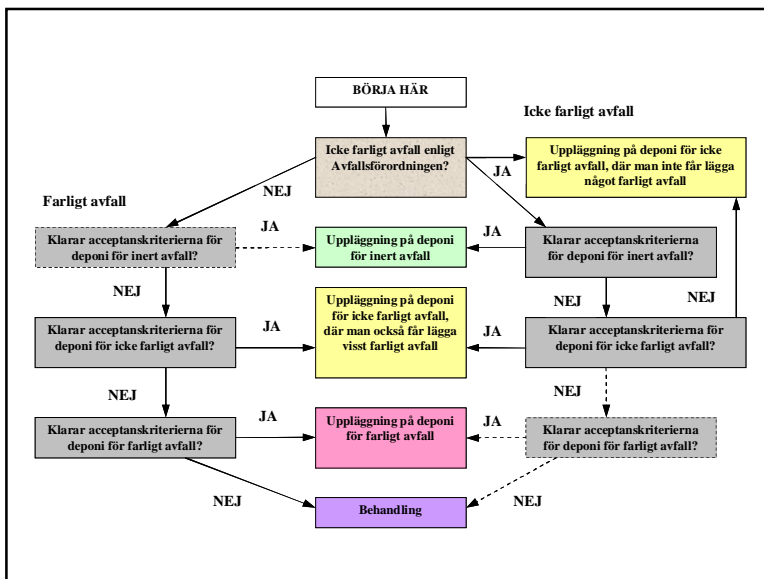 BÖRJA HÄR
Icke farligt avfall
Icke farligt avfall enligt
Avfallsförordningen?
JA
Uppläggning på deponi för icke
farligt avfall, där man inte får lägga
något farligt avfall
NEJ
Farligt avfall
Klarar acceptanskriterierna för
deponi för inert avfall?
JA
Uppläggning på deponi
för inert avfall
JA
Klarar acceptanskriterierna
för deponi för inert avfall?
NEJ
NEJ
NEJ
Klarar acceptanskriterierna för
deponi för icke farligt avfall?
JA
Uppläggning på deponi
för icke farligt avfall,
där man också får lägga
visst farligt avfall
JA
Klarar acceptanskriterierna för
deponi för icke farligt avfall?
NEJ
NEJ
Klarar acceptanskriterierna för
deponi för farligt avfall?
JA
Uppläggning på deponi
för farligt avfall
JA
Klarar acceptanskriterierna
för deponi för farligt avfall?
NEJ
Behandling
NEJ